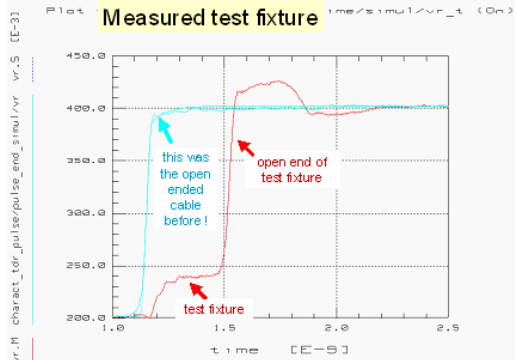 Plot
Measured test fixture
ime/simul/vr_t (On)
[E-3]
vr.S
charact_tdr_pulse/pulse_end_simul/vr
vr.M
450.0
400.0
350.0
300.0
250.0
200.0
this was
the open
ended
cable
before !
open end of
test fixture
test fixture
1.0
1.5
2.0
2.5
time [E-9]